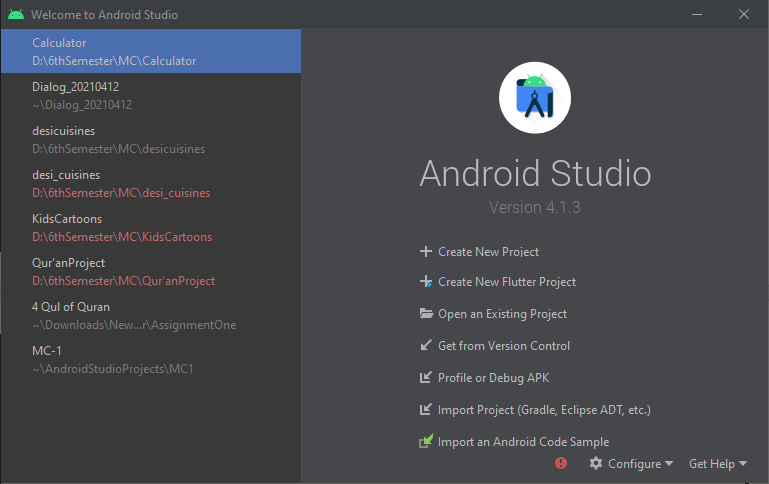 Welcome to Android Studio
Calculator
D:\6thSemester\MC\Calculator
Dialog_20210412
~\Dialog_20210412
desicuisines
D:\6thSemester\MC\desicuisines
desi_cuisines
D:\6thSemester\MC\desi_cuisines
KidsCartoons
D:\6thSemester\MC\KidsCartoons
Qur'anProject
D:\6thSemester\MC\Qur'anProject
4 Qul of Quran
~\Downloads\New...r\AssignmentOne
MC-1
~\AndroidStudioProjects\MC1
Android Studio
Version 4.1.3
Create New Project
Create New Flutter Project
Open an Existing Project
Get from Version Control
Profile or Debug APK
Import Project (Gradle, Eclipse ADT, etc.)
Import an Android Code Sample
Configure
Get Help